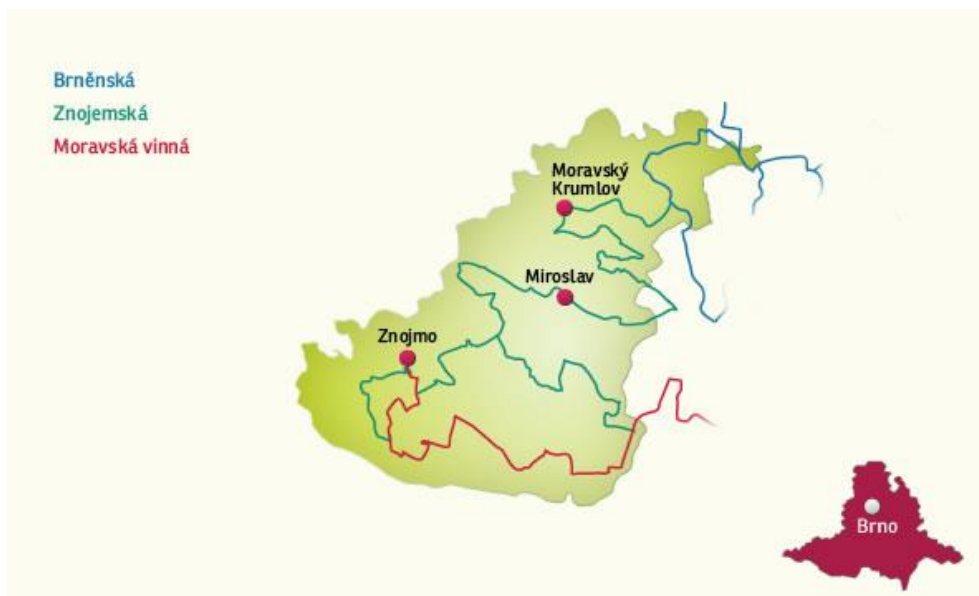 Brněnská
Znojemská
Moravská vinná
Moravský
Krumlov
Miroslav
Znojmo
Brno